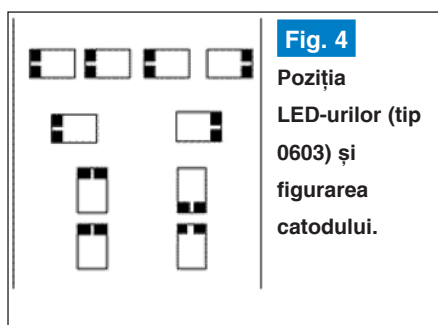 Fig. 4
Poziția
LED-urilor (tip
0603) și
figurarea
catodului.